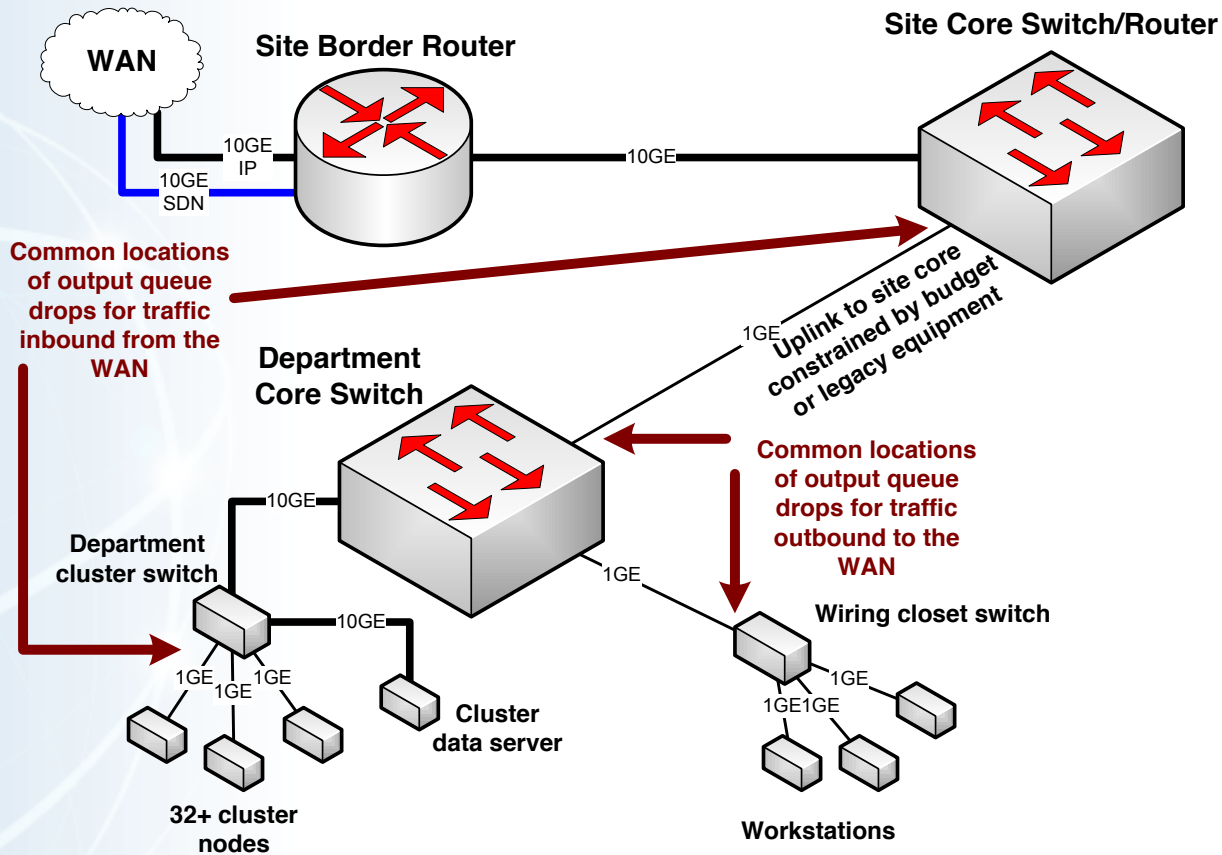 Site Core Switch/Router
Site Border Router
WAN
10GE
IP
10GE
10GE
SDN
Common locations
of output queue
drops for traffic
inbound from the
WAN
1GE
Uplink to site core
constrained by budget
or legacy equipment
Department
Core Switch
Common locations
of output queue
drops for traffic
outbound to the
WAN
10GE
Department
cluster switch
1GE
Wiring closet switch
10GE
1GE
1GE
1GE
1GE
1GE
1GE
Cluster
data server
32+ cluster
nodes
Workstations